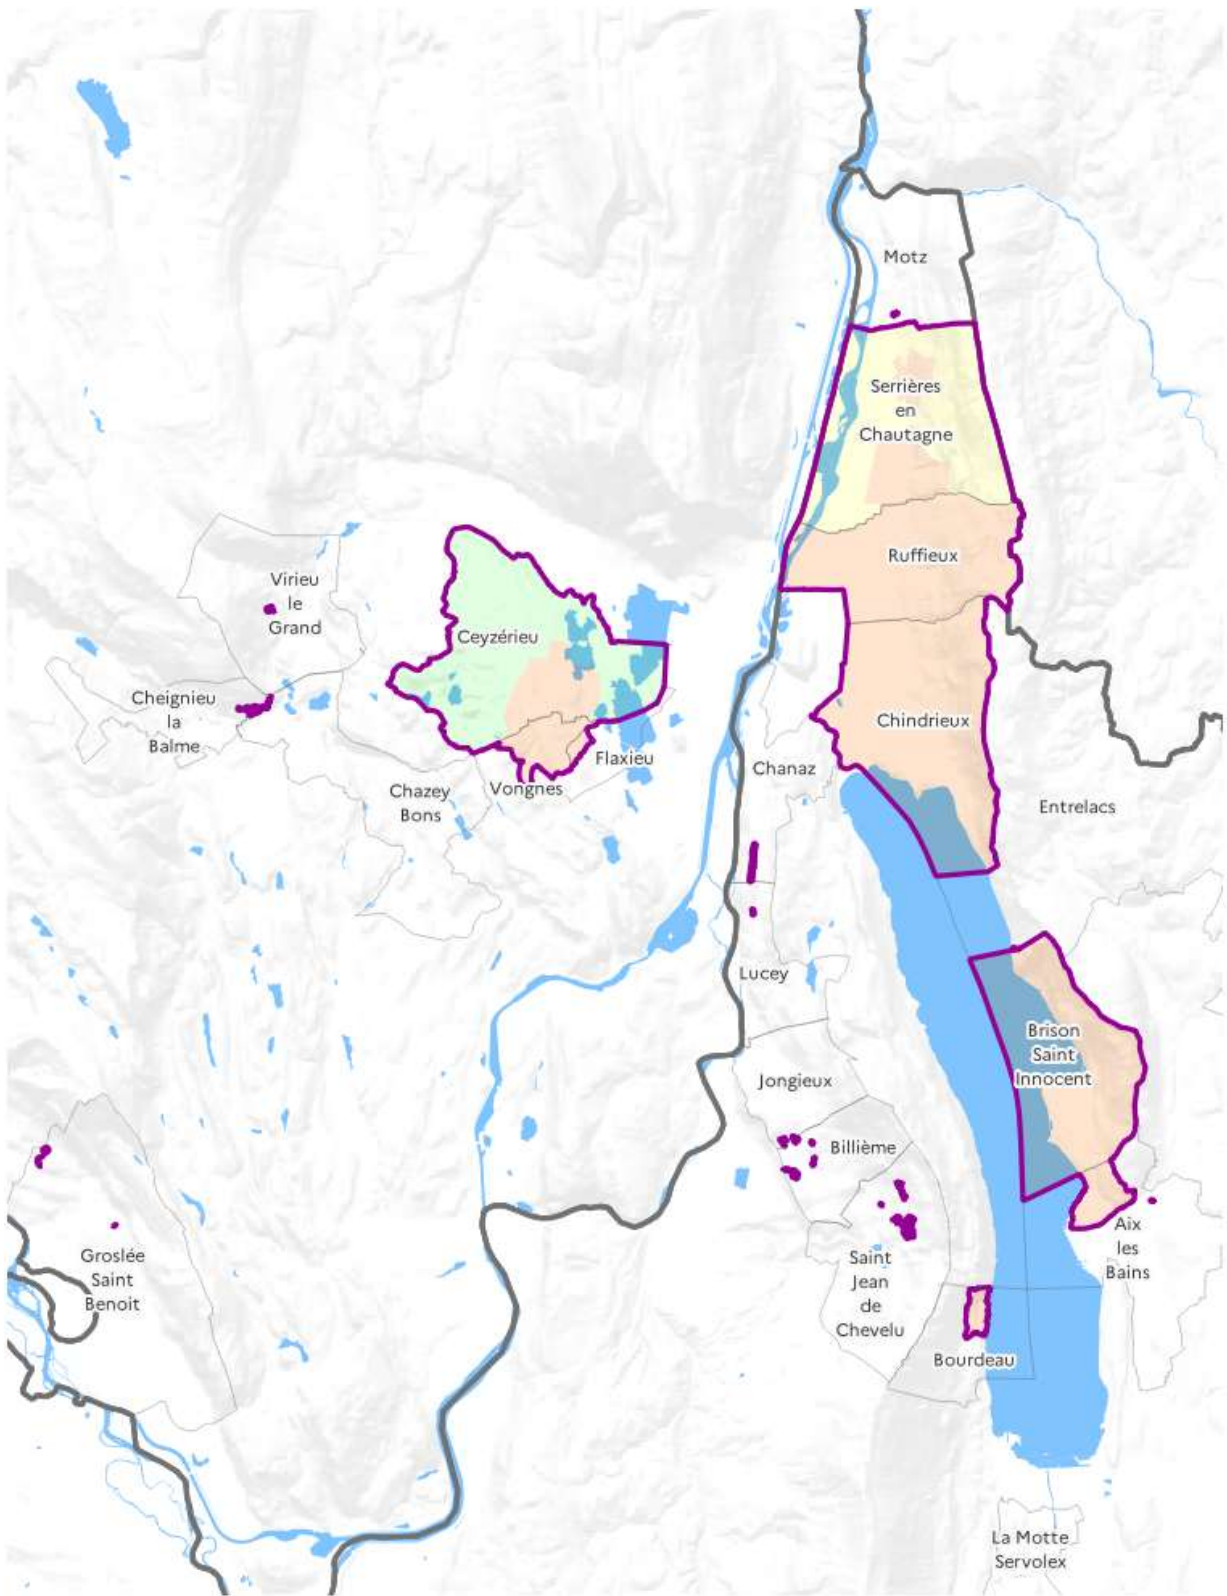 Motz
Serrières
en
Chautagne
Ruffieux
Virieu
le
Grand
Ceyzérieu
Cheignieu
la
Balme
Chindrieux
Flaxieu
Chanaz
Chazey
Bons
Vongnes
Entrelacs
Lucey
Brison
Saint
Innocent
Jongieux
Billième
Aix
les
Bains
Groslée
Saint
Benoit
Saint
Jean
de
Chevelu
Bourdeau
La Motte
Servolex